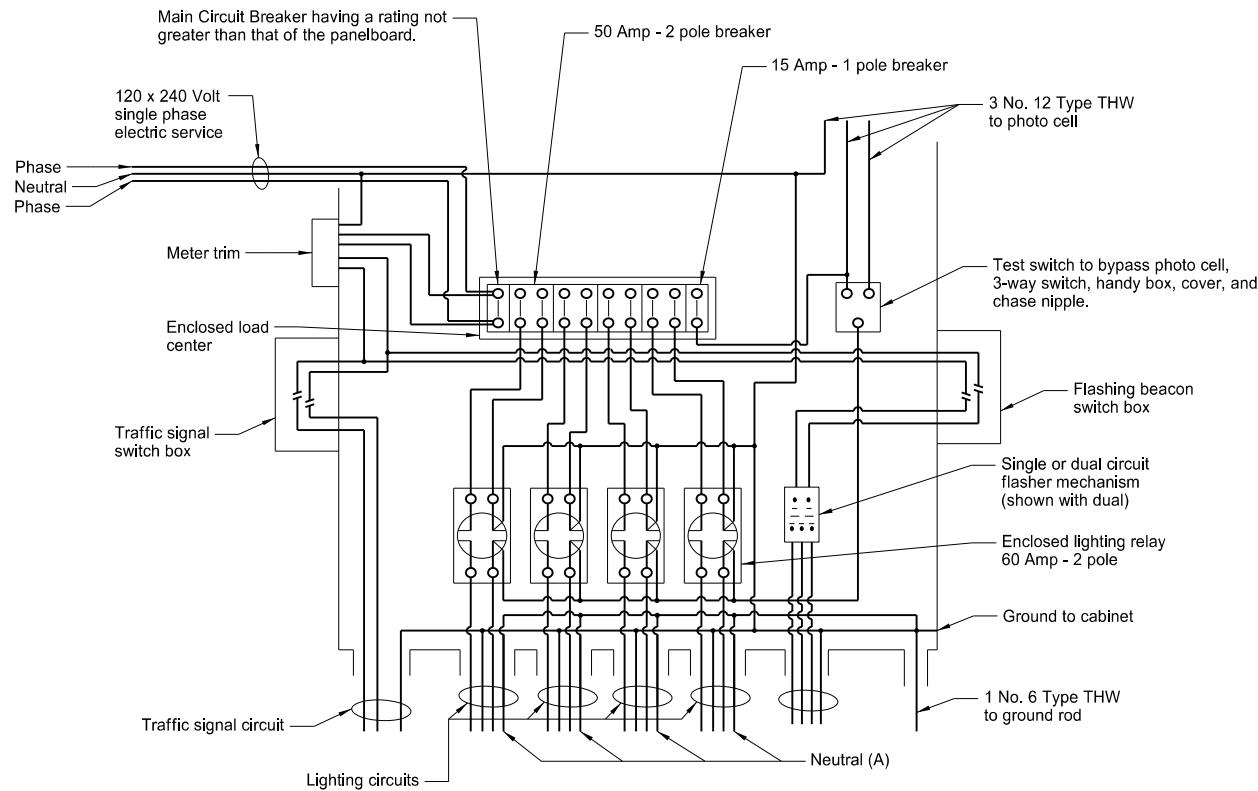 Main Circuit Breaker having a rating not
greater than that of the panelboard.
50 Amp - 2 pole breaker
15 Amp - 1 pole breaker
120 x 240 Volt
single phase
electric service
3 No. 12 Type THW
to photo cell
Phase
Neutral
Phase
Meter trim
Test switch to bypass photo cell,
3-way switch, handy box, cover, and
chase nipple.
Enclosed load
center
Flashing beacon
switch box
Traffic signal
switch box
Single or dual circuit
flasher mechanism
(shown with dual)
Enclosed lighting relay
60 Amp - 2 pole
Ground to cabinet
1 No. 6 Type THW
to ground rod
Traffic signal circuit
Neutral (A)
Lighting circuits